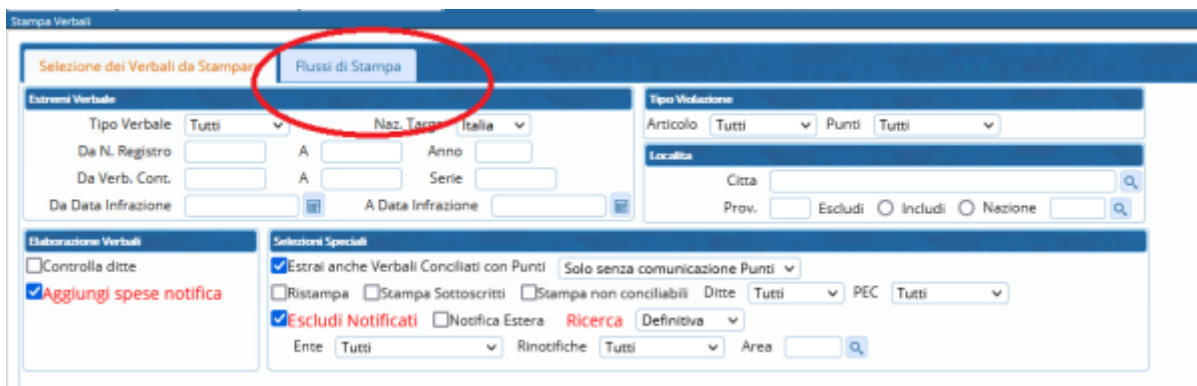 Stampa Verbali
Selezione dei Verbali da Stampare Flussi di Stampa
Estremi Verbale
Tipo Verbale Tutti Naz. Targa Italia
Da N. Registro A Anno
Da Verb. Cont. A Serie
Da Data Infrazione A Data Infrazione
Tipo Violazione
Articolo Tutti Punti Tutti
Localita
Citta
Prov. Escludi Includi Nazione
Elaborazione Verbali
Controlla ditte
Aggiungi spese notifica
Selezioni Speciali
Estrai anche Verbali Conciliati con Punti Solo senza comunicazione Punti
Ristampa Stampa Sottoscritti Stampa non conciliabili Ditte Tutti PEC Tutti
Escludi Notificati Notifica Estera Ricerca Definitiva
Ente Tutti Rinotifiche Tutti Area